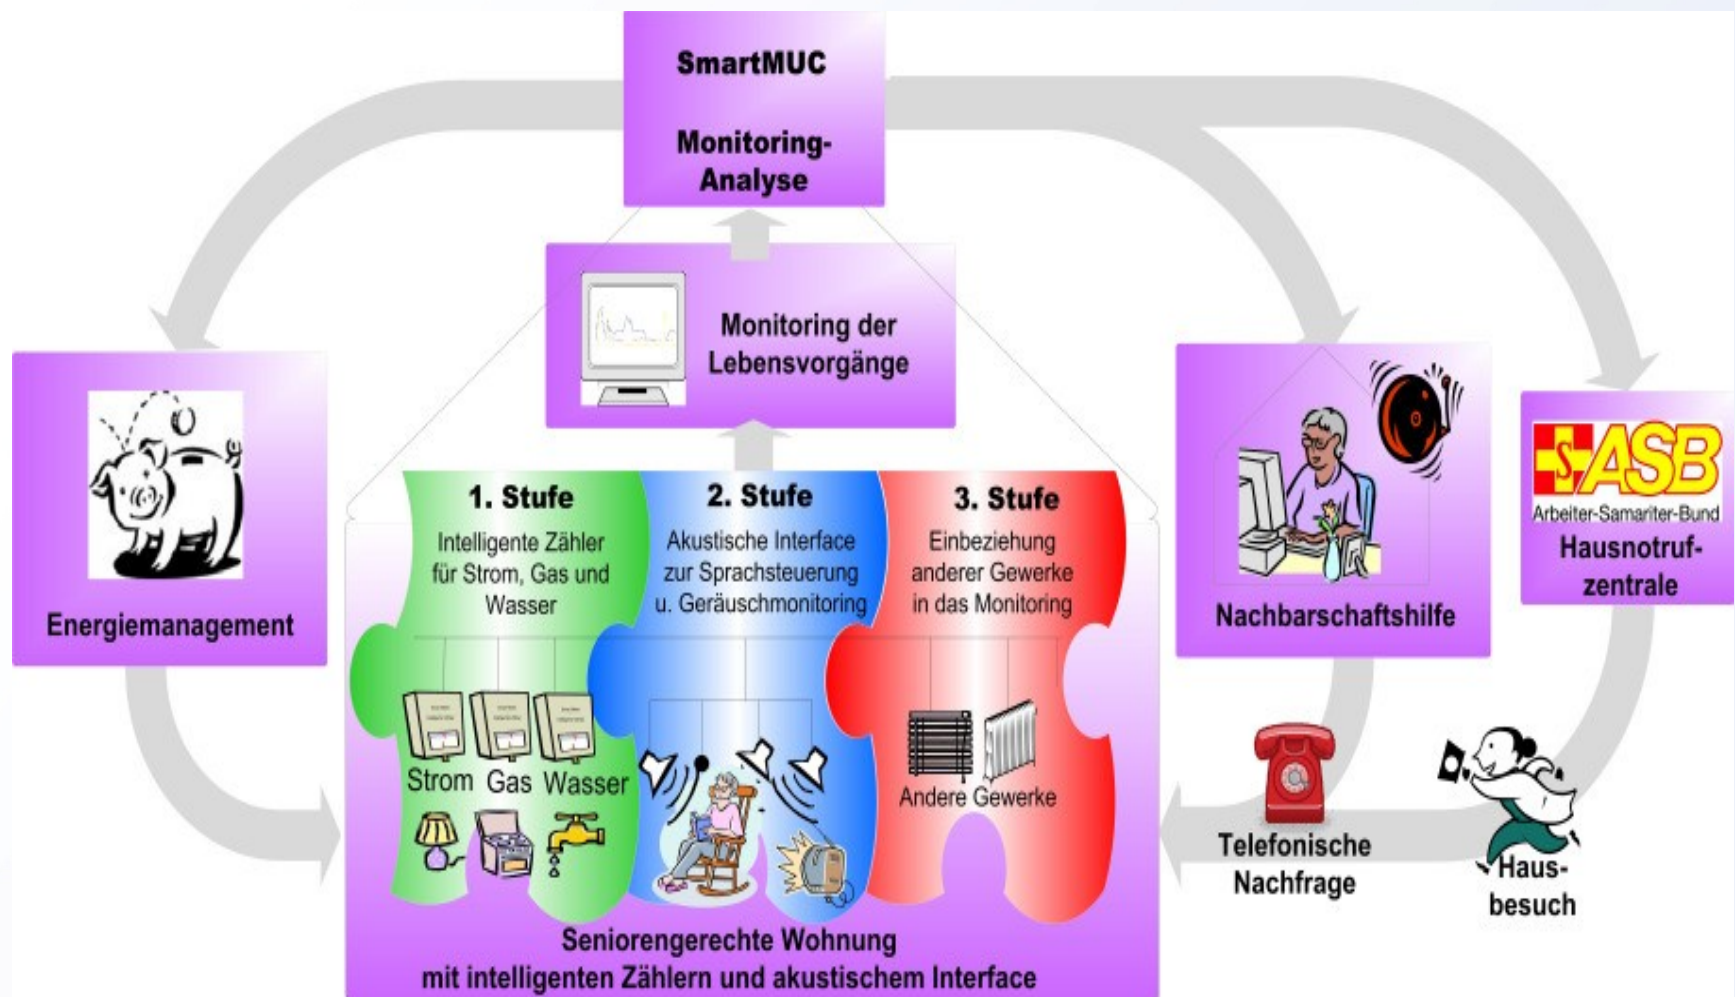 SmartMUC
Monitoring-
Analyse
Monitoring der
Lebensvorgänge
Energiemanagement
1. Stufe
Intelligente Zähler
für Strom, Gas und
Wasser
Strom Gas Wasser
2. Stufe
Akustische Interface
zur Sprachsteuerung
u. Geräuschmonitoring
3. Stufe
Einbeziehung
anderer Gewerke
in das Monitoring
Andere Gewerke
Seniorengerechte Wohnung
mit intelligenten Zählern und akustischem Interface
Nachbarschaftshilfe
S ASB
Arbeiter-Samariter-Bund
Hausnotruf-
zentrale
Telefonische
Nachfrage
Haus-
besuch